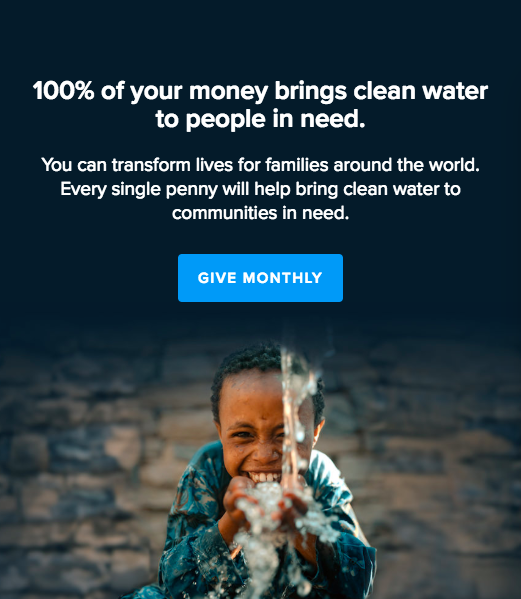 100% of your money brings clean water
to people in need.
You can transform lives for families around the world.
Every single penny will help bring clean water to
communities in need.
GIVE MONTHLY